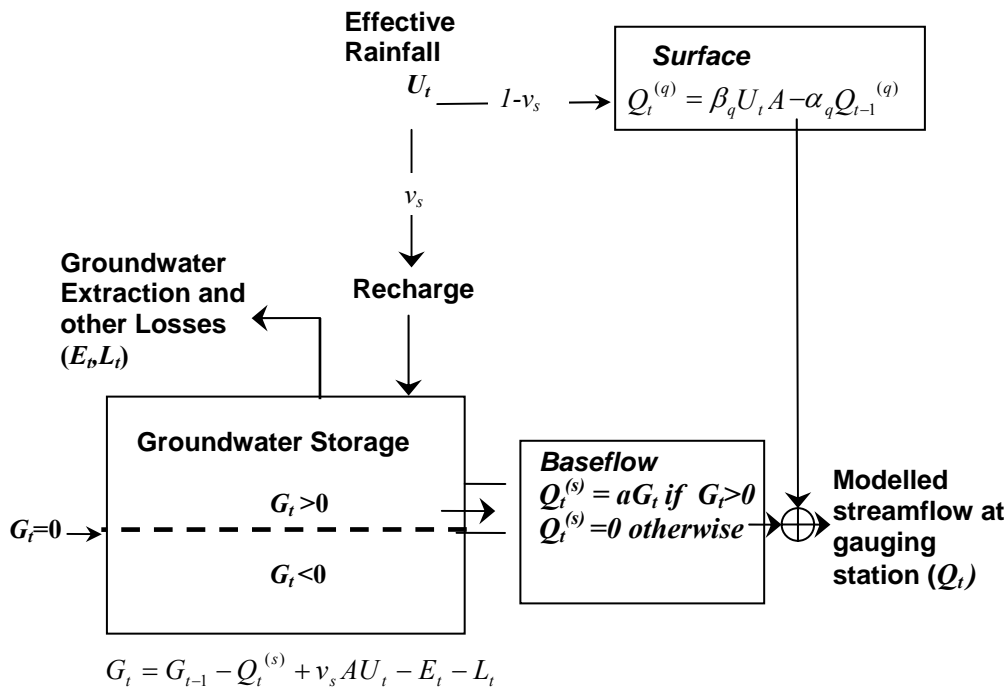 Effective
Rainfall
U_t
1-v_s
Surface
Q_t^{(q)} = β_q U_t A − α_q Q_{t−1}^{(q)}
v_s
Groundwater
Extraction and
other Losses
(E_t, L_t)
Recharge
Groundwater Storage
G_t >0
G_t=0
G_t<0
Baseflow
Q_t^{(s)} = aG_t if G_t>0
Q_t^{(s)} =0 otherwise
Modelled
streamflow at
gauging
station (Q_t)
G_t = G_{t−1} − Q_t^{(s)} + v_s AU_t − E_t − L_t